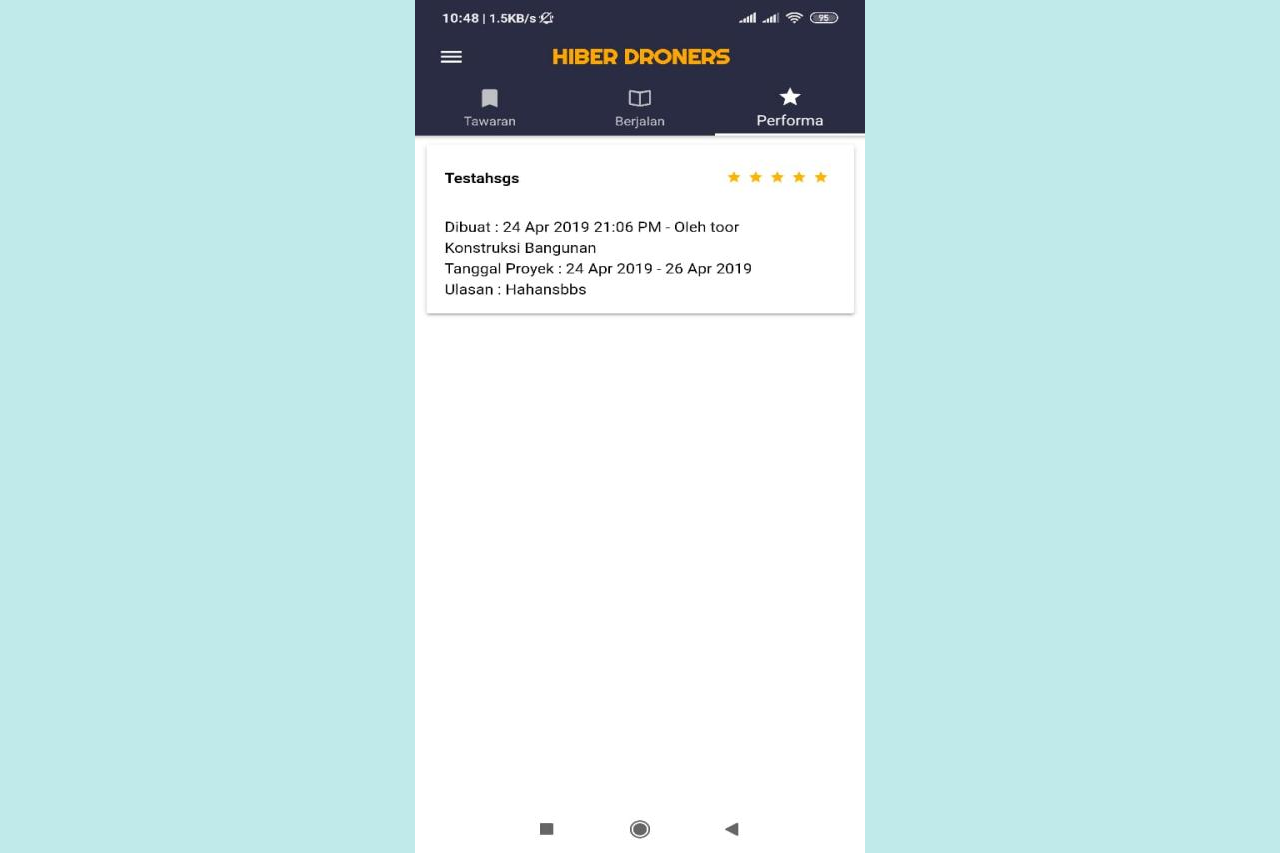 10:48 | 1.5KB/s
95
HIBER DRONERS
Tawaran
Berjalan
Performa
Testahsgs
Dibuat : 24 Apr 2019 21:06 PM - Oleh toor
Konstruksi Bangunan
Tanggal Proyek : 24 Apr 2019 - 26 Apr 2019
Ulasan : Hahansbbs